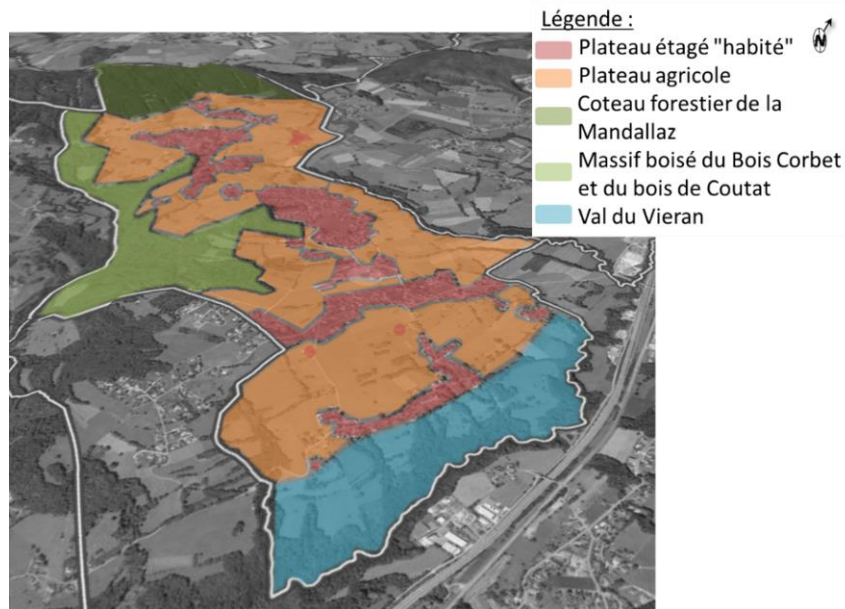 Légende :
N
Plateau étagé "habité"
Plateau agricole
Coteau forestier de la
Mandallaz
Massif boisé du Bois Corbet
et du bois de Coutat
Val du Vieran